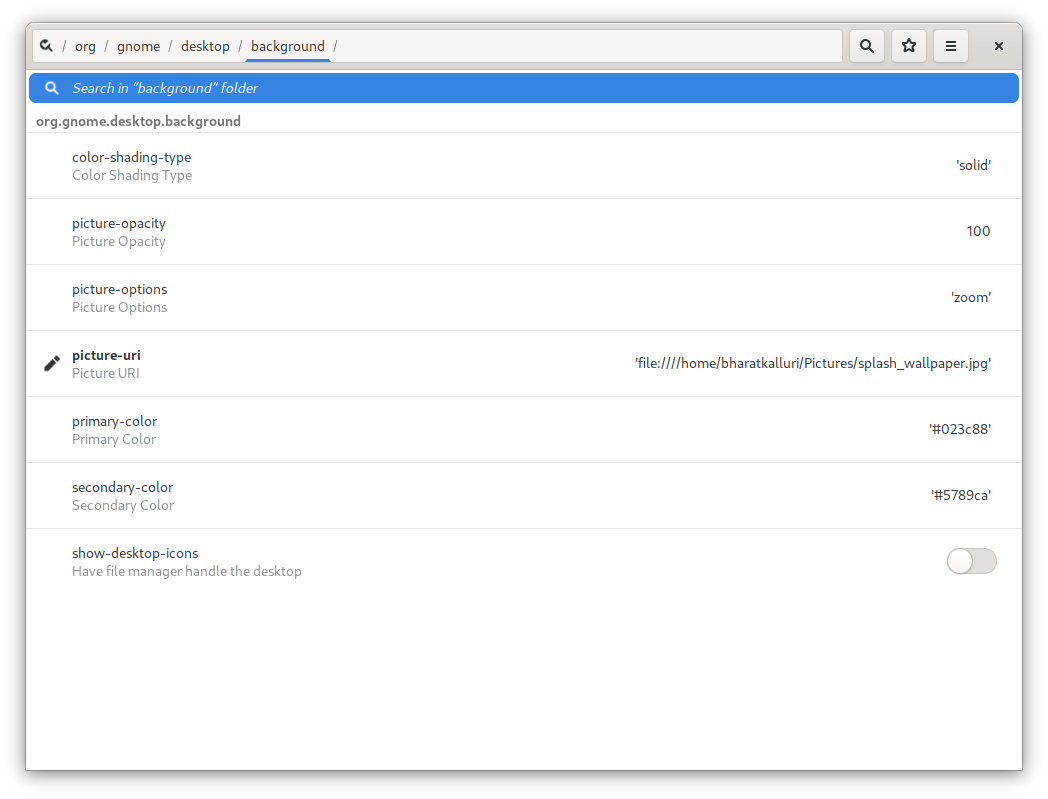 / org / gnome / desktop / background /
Search in “background” folder
org.gnome.desktop.background
color-shading-type
Color Shading Type
'solid'
picture-opacity
Picture Opacity
100
picture-options
Picture Options
'zoom'
picture-uri
Picture URI
'file:////home/bharatkalluri/Pictures/splash_wallpaper.jpg'
primary-color
Primary Color
'#023c88'
secondary-color
Secondary Color
'#5789ca'
show-desktop-icons
Have file manager handle the desktop